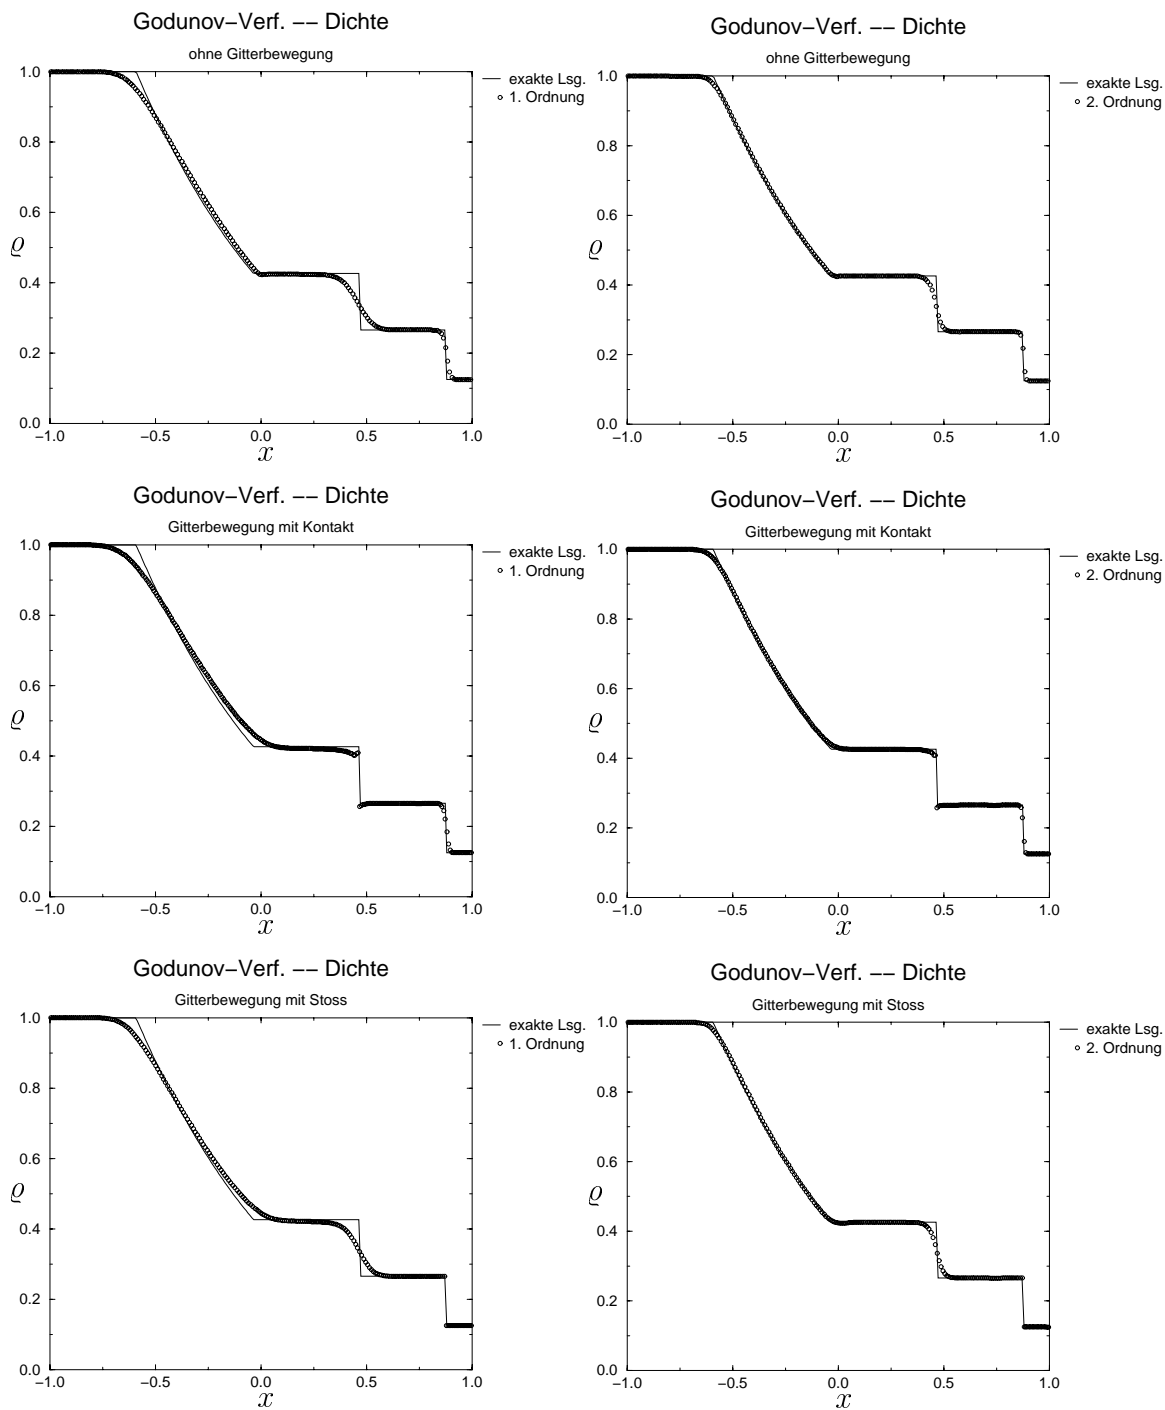 Godunov–Verf. –– Dichte
ohne Gitterbewegung
1.0
0.8
0.6
0.4
0.2
0.0
ϱ
−1.0 −0.5 0.0 0.5 1.0
x
exakte Lsg.
1. Ordnung
Godunov–Verf. –– Dichte
ohne Gitterbewegung
1.0
0.8
0.6
0.4
0.2
0.0
ϱ
−1.0 −0.5 0.0 0.5 1.0
x
exakte Lsg.
2. Ordnung
Godunov–Verf. –– Dichte
Gitterbewegung mit Kontakt
1.0
0.8
0.6
0.4
0.2
0.0
ϱ
−1.0 −0.5 0.0 0.5 1.0
x
exakte Lsg.
1. Ordnung
Godunov–Verf. –– Dichte
Gitterbewegung mit Kontakt
1.0
0.8
0.6
0.4
0.2
0.0
ϱ
−1.0 −0.5 0.0 0.5 1.0
x
exakte Lsg.
2. Ordnung
Godunov–Verf. –– Dichte
Gitterbewegung mit Stoss
1.0
0.8
0.6
0.4
0.2
0.0
ϱ
−1.0 −0.5 0.0 0.5 1.0
x
exakte Lsg.
1. Ordnung
Godunov–Verf. –– Dichte
Gitterbewegung mit Stoss
1.0
0.8
0.6
0.4
0.2
0.0
ϱ
−1.0 −0.5 0.0 0.5 1.0
x
exakte Lsg.
2. Ordnung